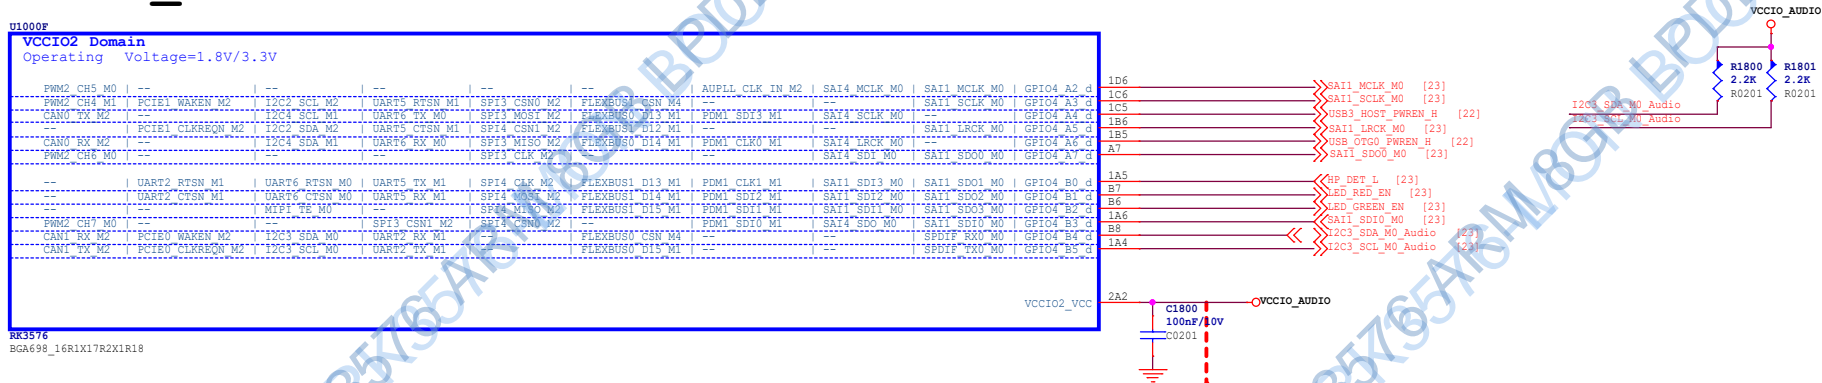 U1000F
VCCIO2 Domain
Operating Voltage=1.8V/3.3V
PWM2_CH5_M0 | -- | -- | -- | -- | -- | AUPLL_CLK_IN_M2 | SAI4_MCLK_M0 | SAI1_MCLK_M0 | GPIO4_A2_d 1D6 SAI1_MCLK_M0 [23]
PWM2_CH4_M1 | PCIE1_WAKEN_M2 | I2C2_SCL_M2 | UART5_RTSN_M1 | SPI3_CSN0_M2 | FLEXBUS1_CSN_M4 | -- | -- | SAI1_SCLK_M0 | GPIO4_A3_d 1C6 SAI1_SCLK_M0 [23]
CAN0_TX_M2 | -- | I2C4_SCL_M1 | UART6_TX_M0 | SPI3_MOSI_M2 | FLEXBUS0_D13_M1 | PDM1_SDI3_M1 | SAI4_SCLK_M0 | -- | GPIO4_A4_d 1C5 USB3_HOST_PWREN_H [22]
-- | PCIE1_CLKREQN_M2 | I2C2_SDA_M2 | UART5_CTSN_M1 | SPI4_CSN1_M2 | FLEXBUS1_D12_M1 | -- | -- | SAI1_LRCK_M0 | GPIO4_A5_d 1B6 SAI1_LRCK_M0 [23]
CAN0_RX_M2 | -- | I2C4_SDA_M1 | UART6_RX_M0 | SPI3_MISO_M2 | FLEXBUS0_D14_M1 | PDM1_CLK0_M1 | SAI4_LRCK_M0 | -- | GPIO4_A6_d 1B5 USB_OTG0_PWREN_H [22]
PWM2_CH6_M0 | -- | -- | -- | SPI3_CLK_M2 | -- | -- | SAI4_SDI_M0 | SAI1_SDO0_M0 | GPIO4_A7_d A7 SAI1_SDO0_M0 [23]
-- | UART2_RTSN_M1 | UART6_RTSN_M0 | UART5_TX_M1 | SPI4_CLK_M2 | FLEXBUS1_D13_M1 | PDM1_CLK1_M1 | SAI1_SDI3_M0 | SAI1_SDO1_M0 | GPIO4_B0_d 1A5 HP_DET_L [23]
-- | UART2_CTSN_M1 | UART6_CTSN_M0 | UART5_RX_M1 | SPI4_MOSI_M2 | FLEXBUS1_D14_M1 | PDM1_SDI2_M1 | SAI1_SDI2_M0 | SAI1_SDO2_M0 | GPIO4_B1_d B7 LED_RED_EN [23]
-- | -- | MIPI_TE_M0 | -- | SPI4_MISO_M2 | FLEXBUS1_D15_M1 | PDM1_SDI1_M1 | SAI1_SDI1_M0 | SAI1_SDO3_M0 | GPIO4_B2_d B6 LED_GREEN_EN [23]
PWM2_CH7_M0 | -- | -- | SPI3_CSN1_M2 | SPI4_CSN0_M2 | -- | PDM1_SDI0_M1 | SAI4_SDO_M0 | SAI1_SDI0_M0 | GPIO4_B3_d 1A6 SAI1_SDI0_M0 [23]
CAN1_RX_M2 | PCIE0_WAKEN_M2 | I2C3_SDA_M0 | UART2_RX_M1 | -- | FLEXBUS0_CSN_M4 | -- | -- | SPDIF_RX0_M0 | GPIO4_B4_d B8 I2C3_SDA_M0_Audio [23]
CAN1_TX_M2 | PCIE0_CLKREQN_M2 | I2C3_SCL_M0 | UART2_TX_M1 | -- | FLEXBUS0_D15_M1 | -- | -- | SPDIF_TX0_M0 | GPIO4_B5_d 1A4 I2C3_SCL_M0_Audio [23]
VCCIO2_VCC 2A2 VCCIO_AUDIO
C1800
100nF/10V
C0201
RK3576
BGA698_16R1X17R2X1R18
VCCIO_AUDIO
R1800 R1801
2.2K 2.2K
R0201 R0201
I2C3_SDA_M0_Audio
I2C3_SCL_M0_Audio